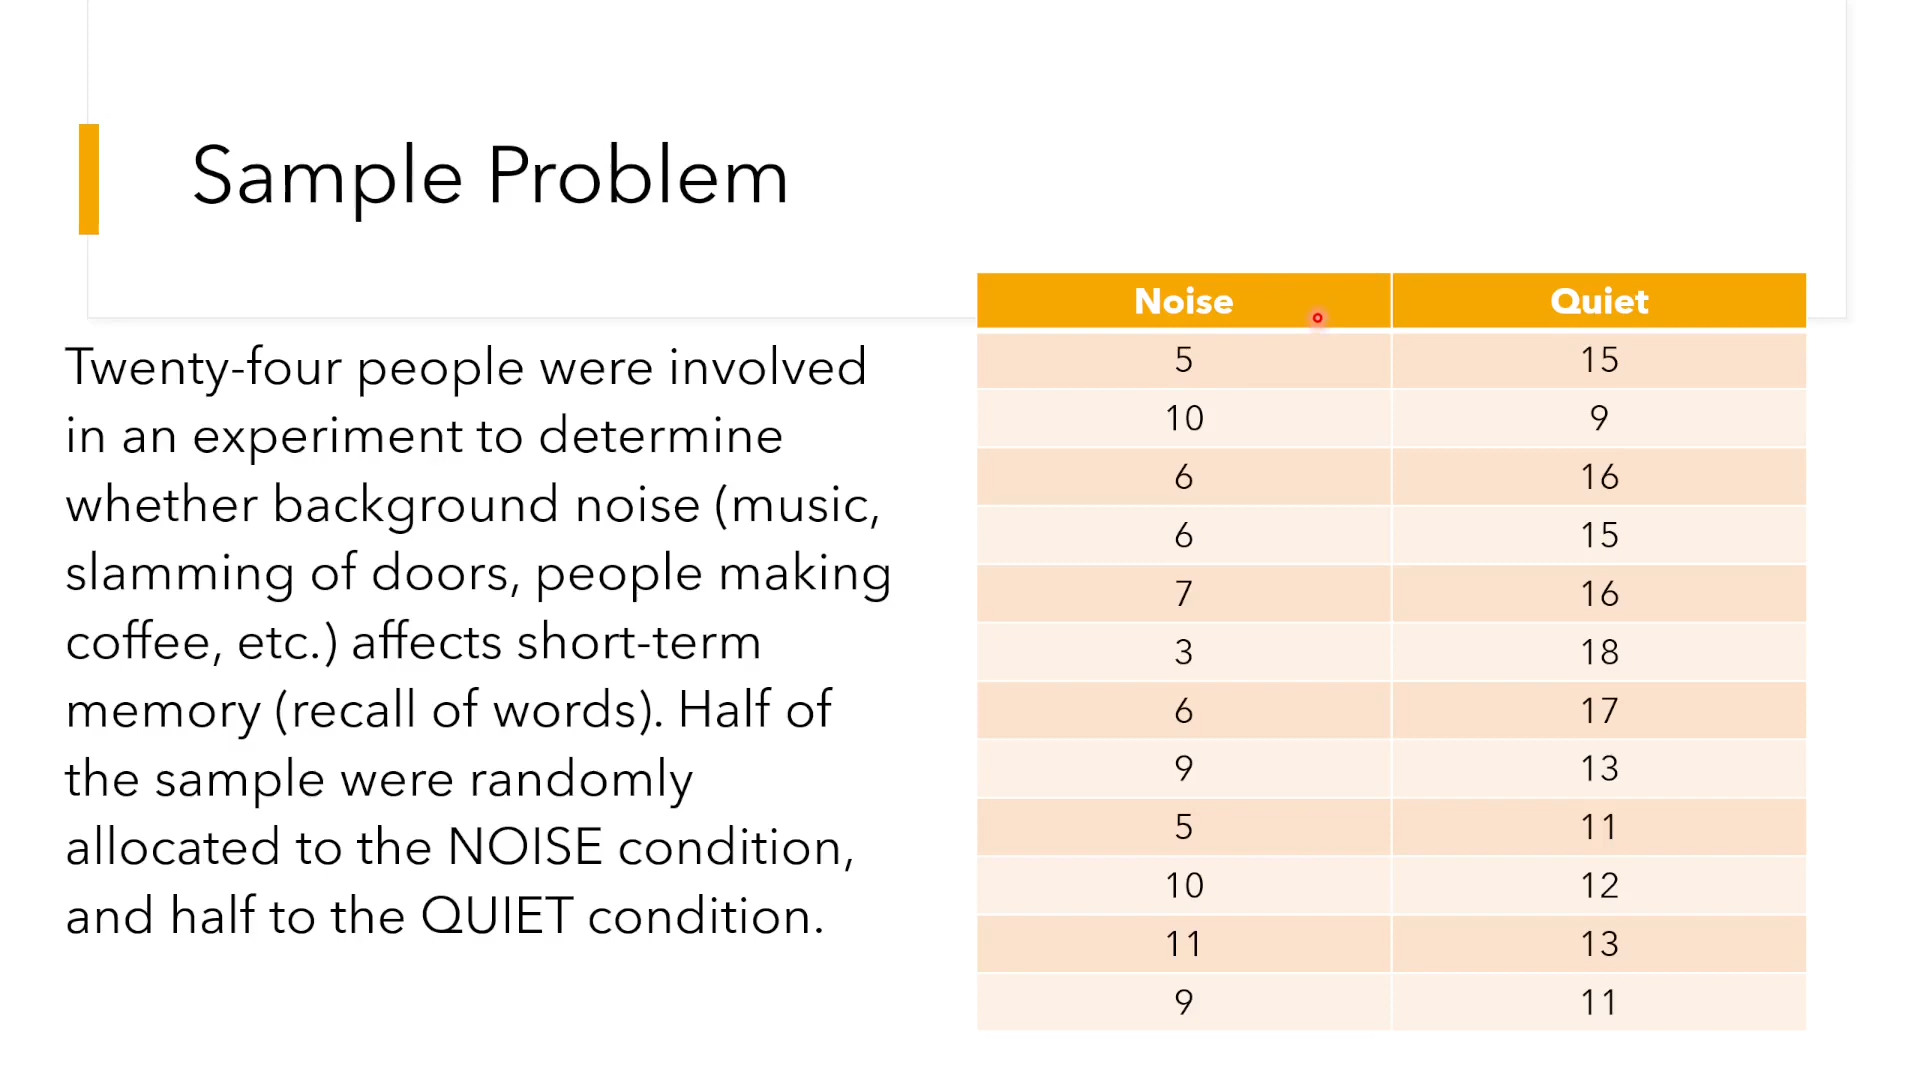 Sample Problem
Twenty-four people were involved
in an experiment to determine
whether background noise (music,
slamming of doors, people making
coffee, etc.) affects short-term
memory (recall of words). Half of
the sample were randomly
allocated to the NOISE condition,
and half to the QUIET condition.
Noise Quiet
5 15
10 9
6 16
6 15
7 16
3 18
6 17
9 13
5 11
10 12
11 13
9 11